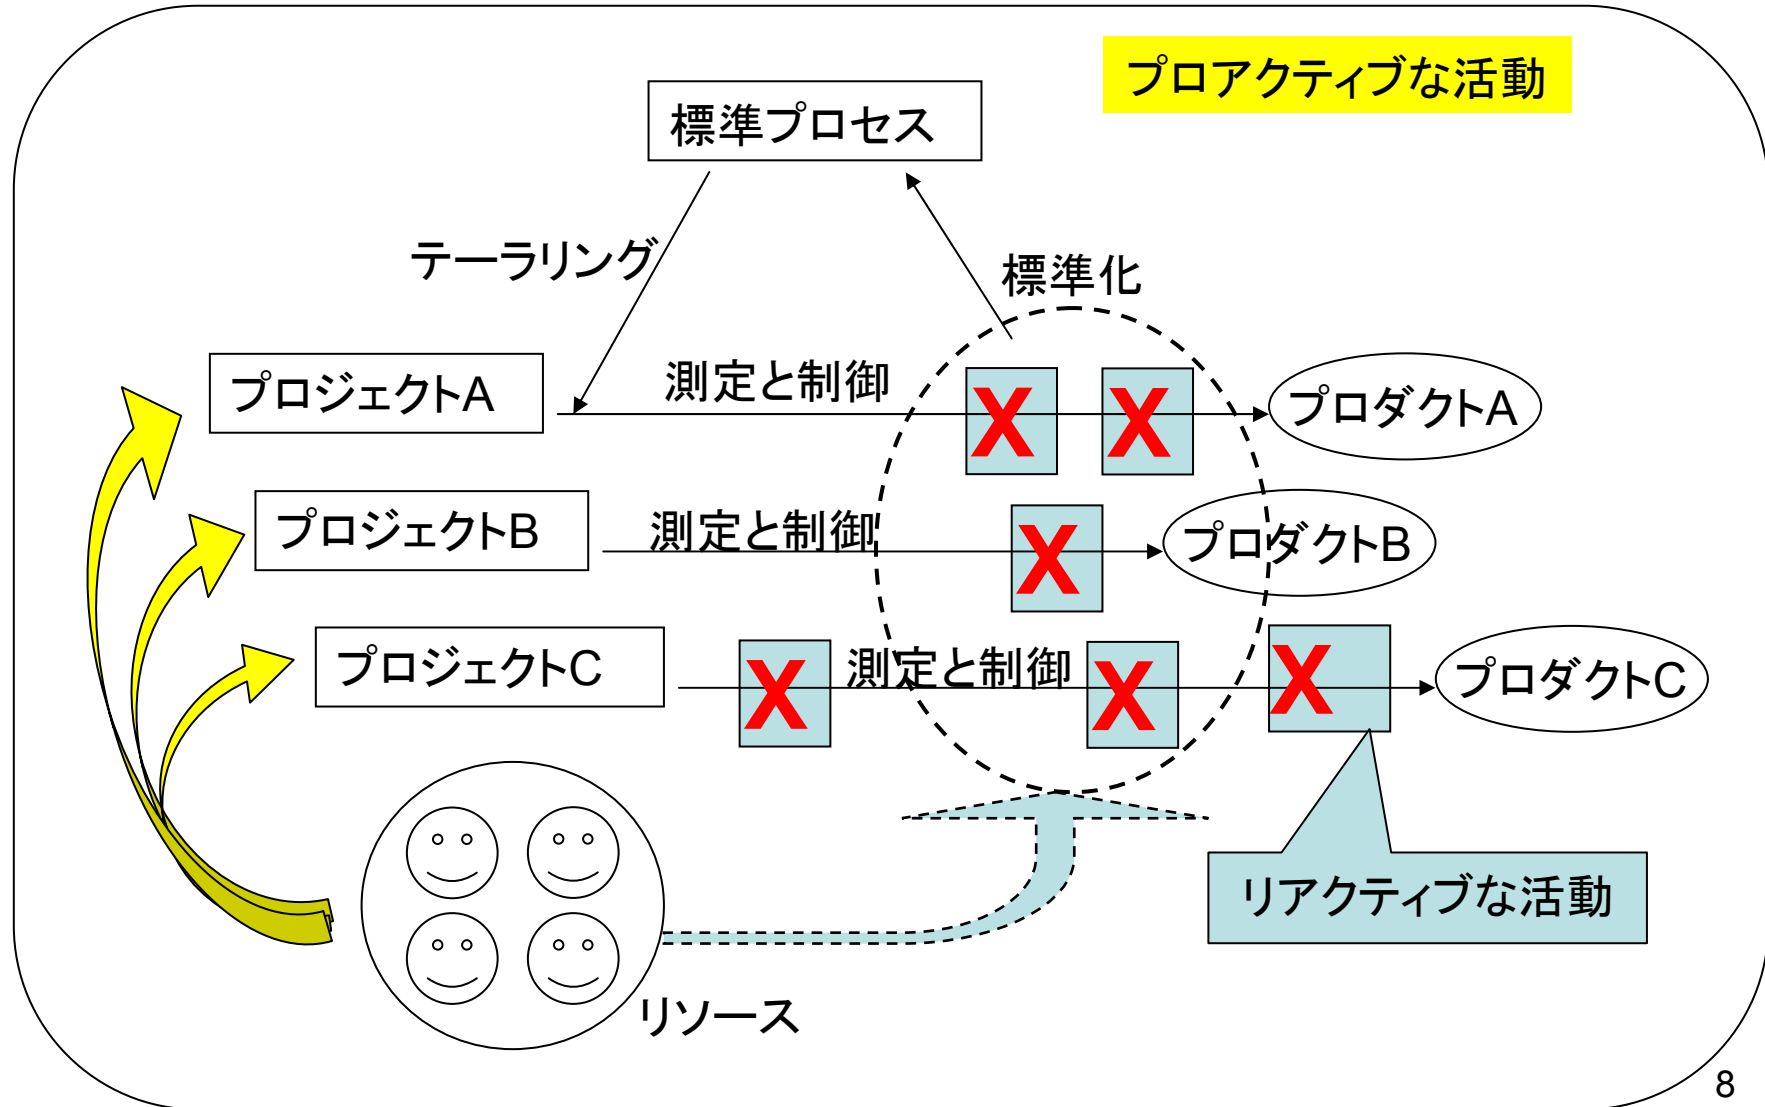 プロアクティブな活動
標準プロセス
テーラリング
標準化
プロジェクトA
測定と制御
X
X
プロダクトA
プロジェクトB
測定と制御
X
プロダクトB
プロジェクトC
X
測定と制御
X
X
プロダクトC
リアクティブな活動
リソース
8